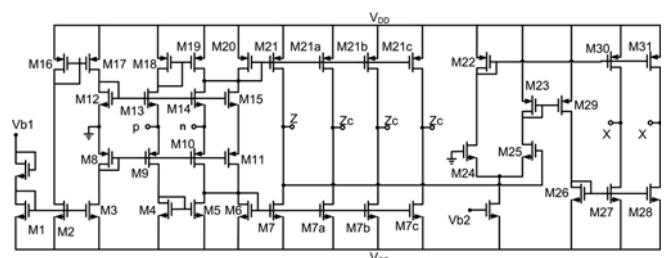 VDD
M16 M17 M18 M19 M20 M21 M21a M21b M21c M22 M30 M31
M12 M13 M14 M15 M23 M29
Vb1 p n Z Zc Zc Zc X X
M8 M9 M10 M11 M24 M25
M1 M2 M3 M4 M5 M6 M7 M7a M7b M7c Vb2 M26 M27 M28